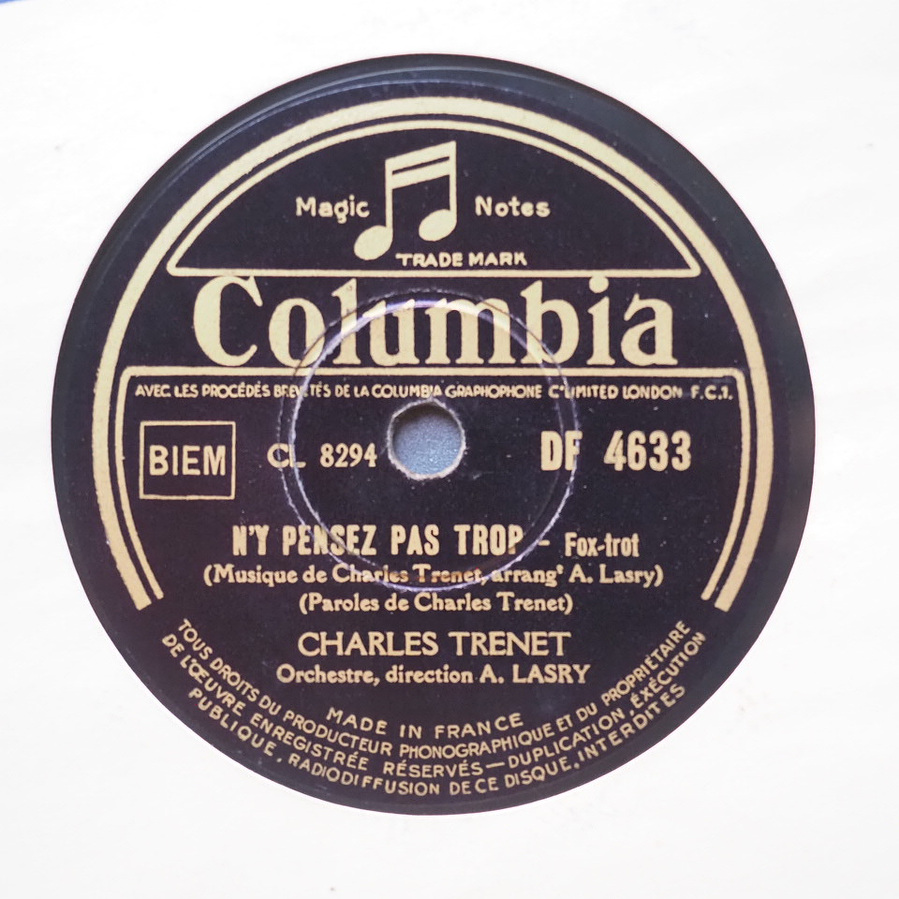 Magic Notes
TRADE MARK
Columbia
AVEC LES PROCÉDÉS BREVETÉS DE LA COLUMBIA GRAPHOPHONE Cº LIMITED LONDON F.C.1.
BIEM CL 8294 DF 4633
N'Y PENSEZ PAS TROP - Fox-trot
(Musique de Charles Trenet, arrangᵗ A. Lasry)
(Paroles de Charles Trenet)
CHARLES TRENET
Orchestre, direction A. LASRY
MADE IN FRANCE
TOUS DROITS DU PRODUCTEUR PHONOGRAPHIQUE ET DU PROPRIÉTAIRE
DE L'ŒUVRE ENREGISTRÉE RÉSERVÉS — DUPLICATION, EXÉCUTION
PUBLIQUE, RADIODIFFUSION DE CE DISQUE, INTERDITES